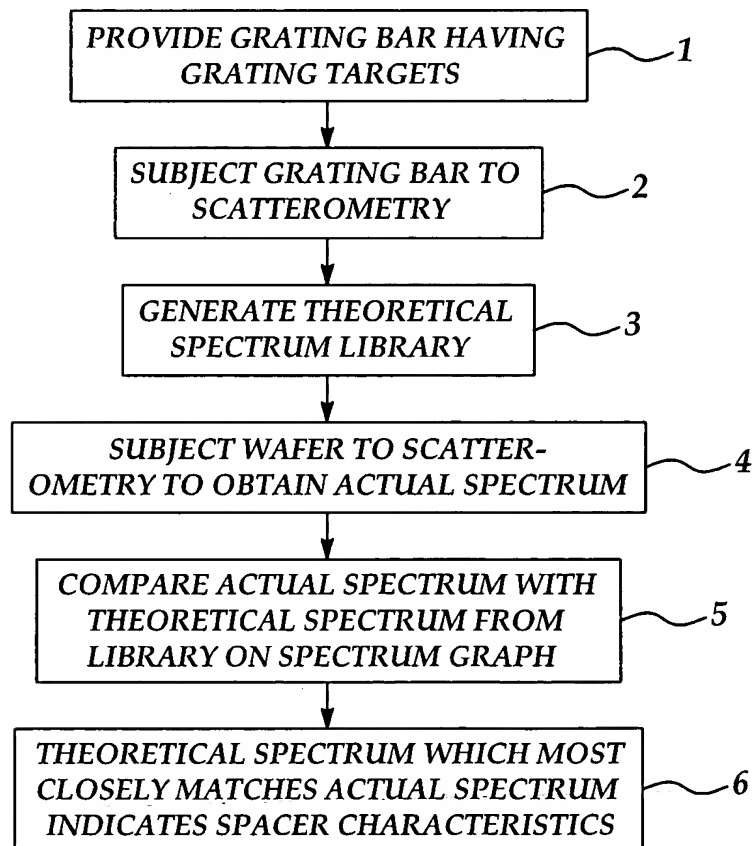 PROVIDE GRATING BAR HAVING
GRATING TARGETS
1
SUBJECT GRATING BAR TO
SCATTEROMETRY
2
GENERATE THEORETICAL
SPECTRUM LIBRARY
3
SUBJECT WAFER TO SCATTER-
OMETRY TO OBTAIN ACTUAL SPECTRUM
4
COMPARE ACTUAL SPECTRUM WITH
THEORETICAL SPECTRUM FROM
LIBRARY ON SPECTRUM GRAPH
5
THEORETICAL SPECTRUM WHICH MOST
CLOSELY MATCHES ACTUAL SPECTRUM
INDICATES SPACER CHARACTERISTICS
6